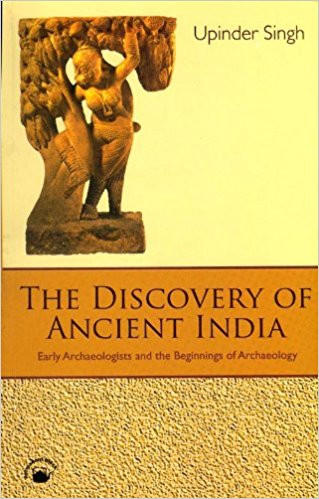 Upinder Singh
THE DISCOVERY OF
ANCIENT INDIA
Early Archaeologists and the Beginnings of Archaeology